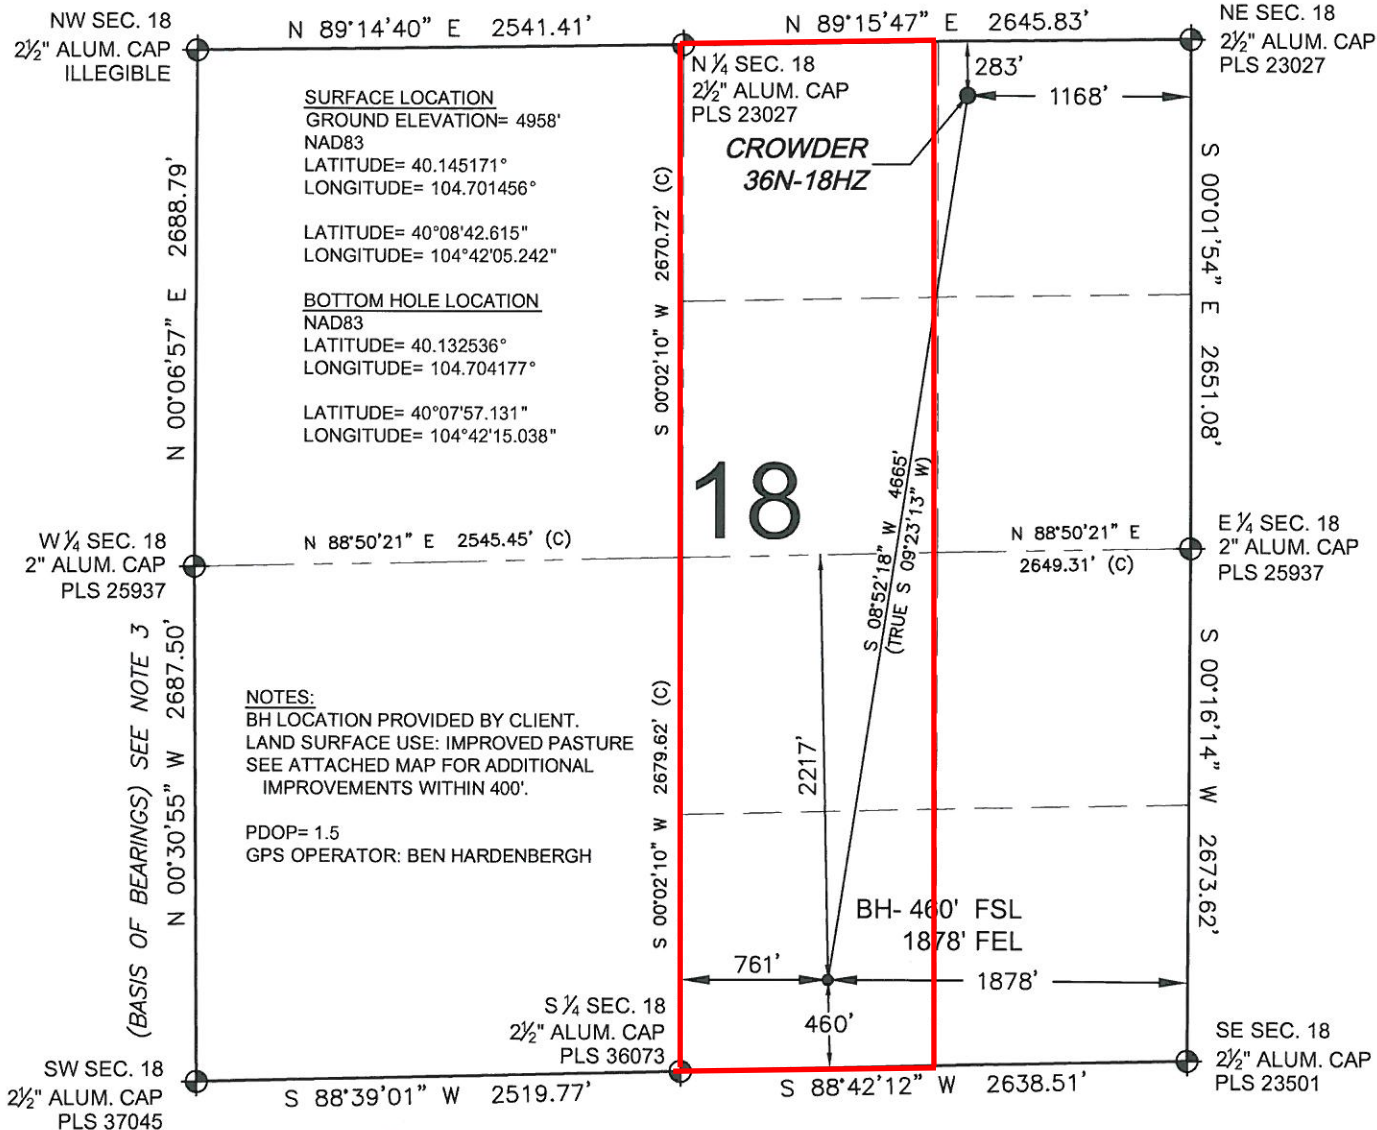 N 89°14'40" E 2541.41'
N 89°15'47" E 2645.83'
NW SEC. 18
2½" ALUM. CAP
ILLEGIBLE
N ¼ SEC. 18
2½" ALUM. CAP
PLS 23027
NE SEC. 18
2½" ALUM. CAP
PLS 23027
283'
1168'
CROWDER
36N-18HZ
SURFACE LOCATION
GROUND ELEVATION= 4958'
NAD83
LATITUDE= 40.145171°
LONGITUDE= 104.701456°
LATITUDE= 40°08'42.615"
LONGITUDE= 104°42'05.242"
BOTTOM HOLE LOCATION
NAD83
LATITUDE= 40.132536°
LONGITUDE= 104.704177°
LATITUDE= 40°07'57.131"
LONGITUDE= 104°42'15.038"
N 00°06'57" E 2688.79'
S 00°02'10" W 2670.72' (C)
S 00°01'54" E 2651.08'
18
S 08°52'18" W 4665'
(TRUE S 09°23'13" W)
W ¼ SEC. 18
2" ALUM. CAP
PLS 25937
N 88°50'21" E 2545.45' (C)
N 88°50'21" E
2649.31' (C)
E ¼ SEC. 18
2" ALUM. CAP
PLS 25937
(BASIS OF BEARINGS) SEE NOTE 3
N 00°30'55" W 2687.50'
NOTES:
BH LOCATION PROVIDED BY CLIENT.
LAND SURFACE USE: IMPROVED PASTURE
SEE ATTACHED MAP FOR ADDITIONAL
IMPROVEMENTS WITHIN 400'.
PDOP= 1.5
GPS OPERATOR: BEN HARDENBERGH
S 00°02'10" W 2679.62' (C)
2217'
S 00°16'14" W 2673.62'
BH- 460' FSL
1878' FEL
761'
1878'
460'
S ¼ SEC. 18
2½" ALUM. CAP
PLS 36073
SW SEC. 18
2½" ALUM. CAP
PLS 37045
S 88°39'01" W 2519.77'
S 88°42'12" W 2638.51'
SE SEC. 18
2½" ALUM. CAP
PLS 23501